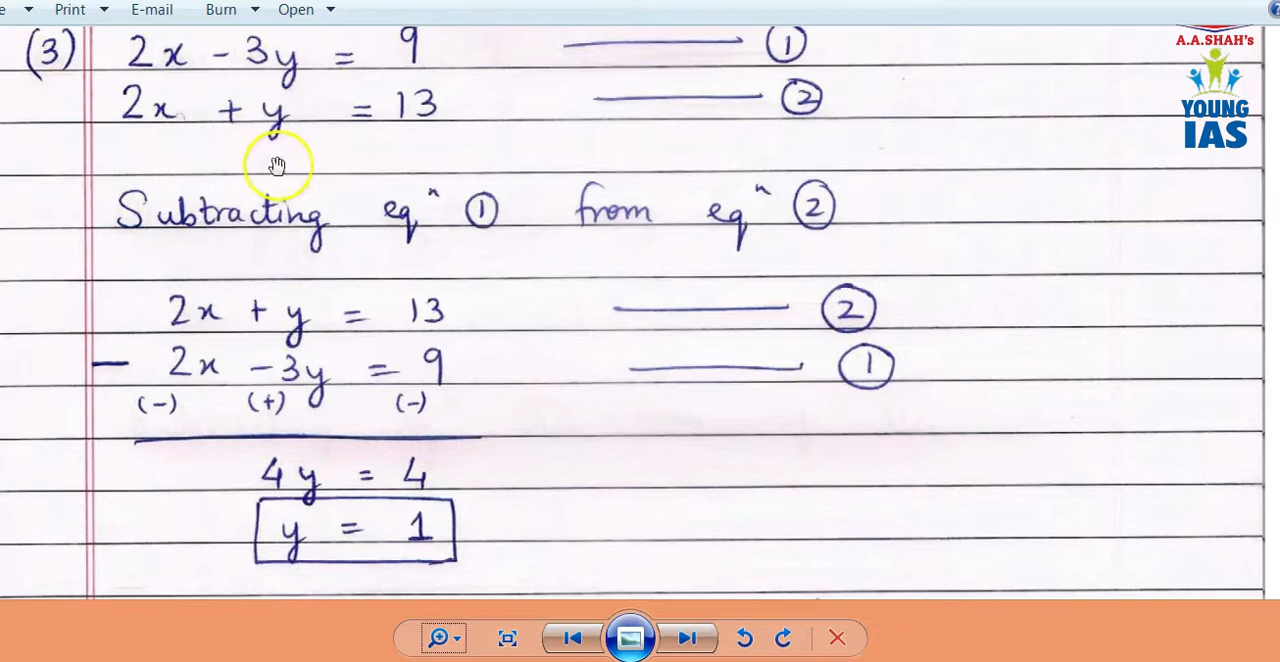 Print E-mail Burn Open
(3) 2x - 3y = 9 ——— ①
2x + y = 13 ——— ②
Subtracting eqⁿ ① from eqⁿ ②
2x + y = 13 ——— ②
- 2x - 3y = 9 ——— ①
(-) (+) (-)
4y = 4
y = 1
A.A.SHAH's
YOUNG
IAS